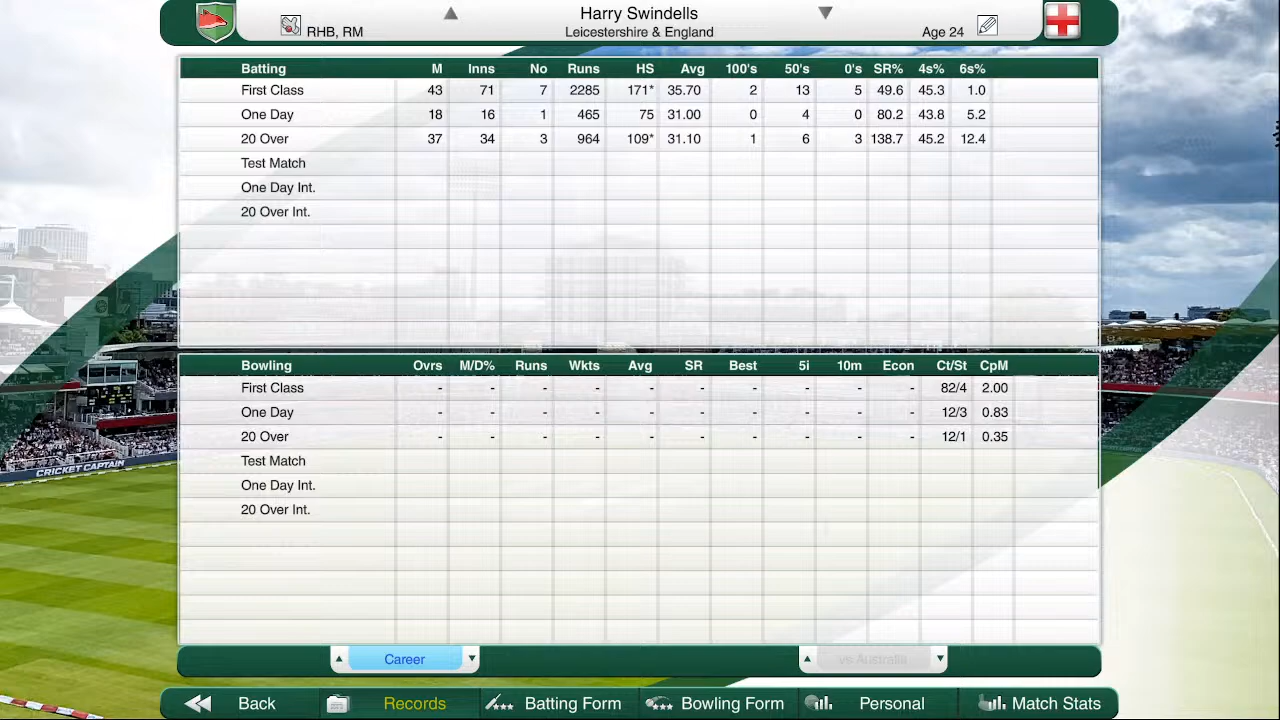 Harry Swindells
RHB, RM Leicestershire & England Age 24
Batting M Inns No Runs HS Avg 100's 50's 0's SR% 4s% 6s%
First Class 43 71 7 2285 171* 35.70 2 13 5 49.6 45.3 1.0
One Day 18 16 1 465 75 31.00 0 4 0 80.2 43.8 5.2
20 Over 37 34 3 964 109* 31.10 1 6 3 138.7 45.2 12.4
Test Match
One Day Int.
20 Over Int.
Bowling Ovrs M/D% Runs Wkts Avg SR Best 5i 10m Econ Ct/St CpM
First Class - - - - - - - - - - 82/4 2.00
One Day - - - - - - - - - - 12/3 0.83
20 Over - - - - - - - - - - 12/1 0.35
Test Match
One Day Int.
20 Over Int.
CRICKET CAPTAIN
Career vs Australia
Back Records Batting Form Bowling Form Personal Match Stats